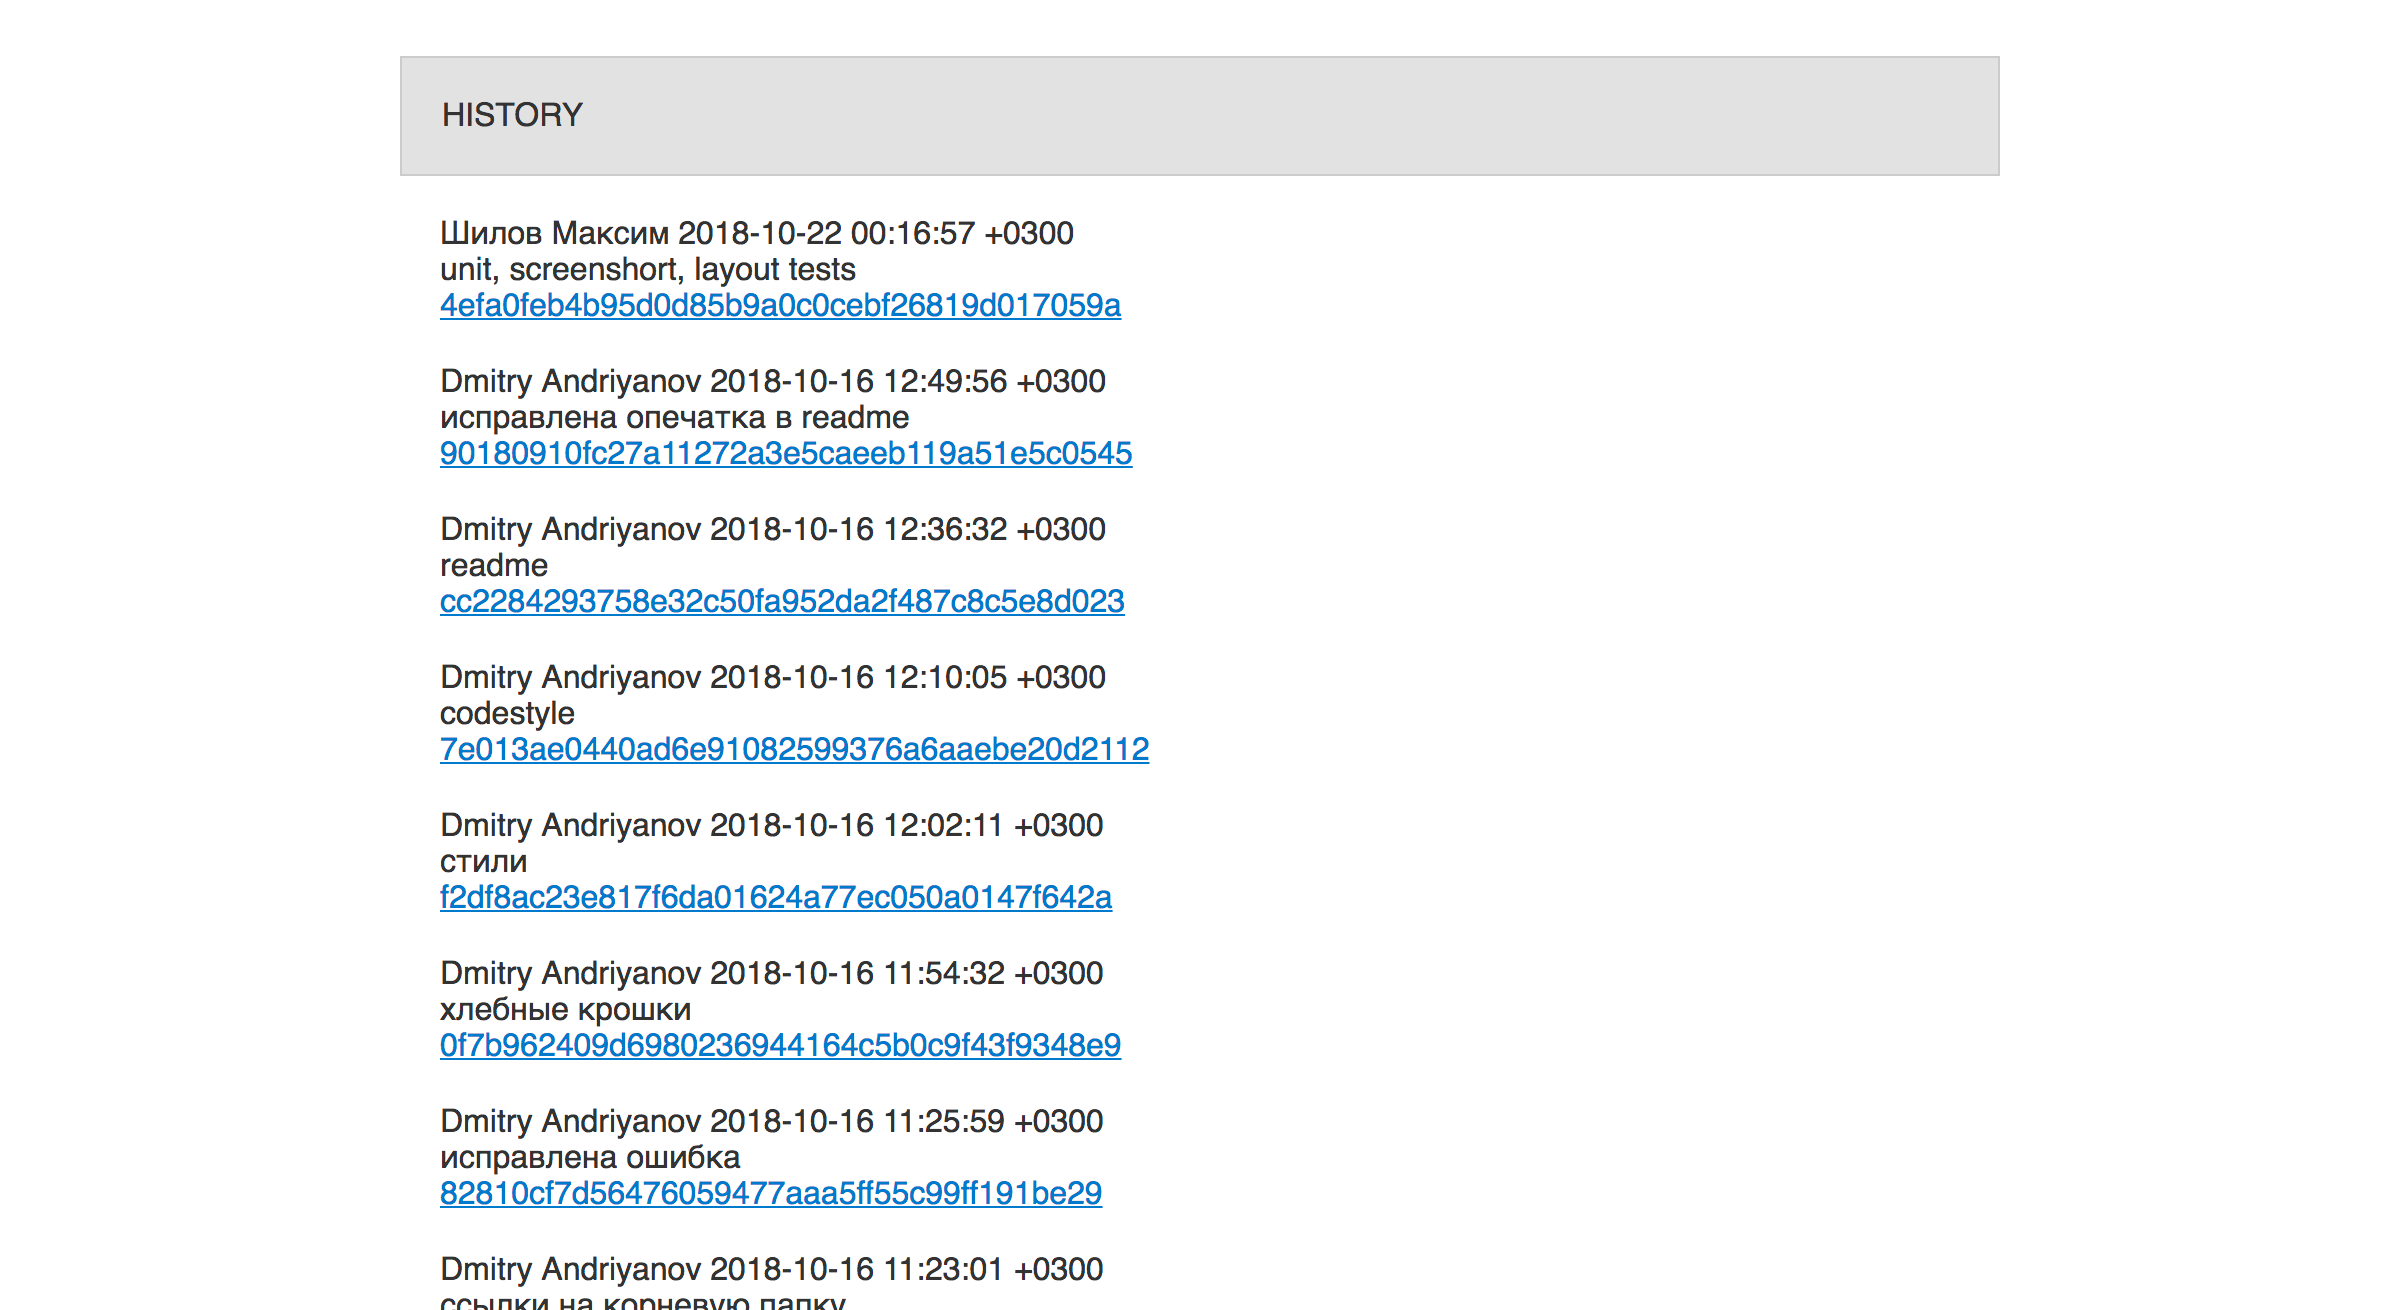 HISTORY
Шилов Максим 2018-10-22 00:16:57 +0300
unit, screenshort, layout tests
4efa0feb4b95d0d85b9a0c0cebf26819d017059a
Dmitry Andriyanov 2018-10-16 12:49:56 +0300
исправлена опечатка в readme
90180910fc27a11272a3e5caeeb119a51e5c0545
Dmitry Andriyanov 2018-10-16 12:36:32 +0300
readme
cc2284293758e32c50fa952da2f487c8c5e8d023
Dmitry Andriyanov 2018-10-16 12:10:05 +0300
codestyle
7e013ae0440ad6e91082599376a6aaebe20d2112
Dmitry Andriyanov 2018-10-16 12:02:11 +0300
стили
f2df8ac23e817f6da01624a77ec050a0147f642a
Dmitry Andriyanov 2018-10-16 11:54:32 +0300
хлебные крошки
0f7b962409d6980236944164c5b0c9f43f9348e9
Dmitry Andriyanov 2018-10-16 11:25:59 +0300
исправлена ошибка
82810cf7d56476059477aaa5ff55c99ff191be29
Dmitry Andriyanov 2018-10-16 11:23:01 +0300
ссылки на корневую папку